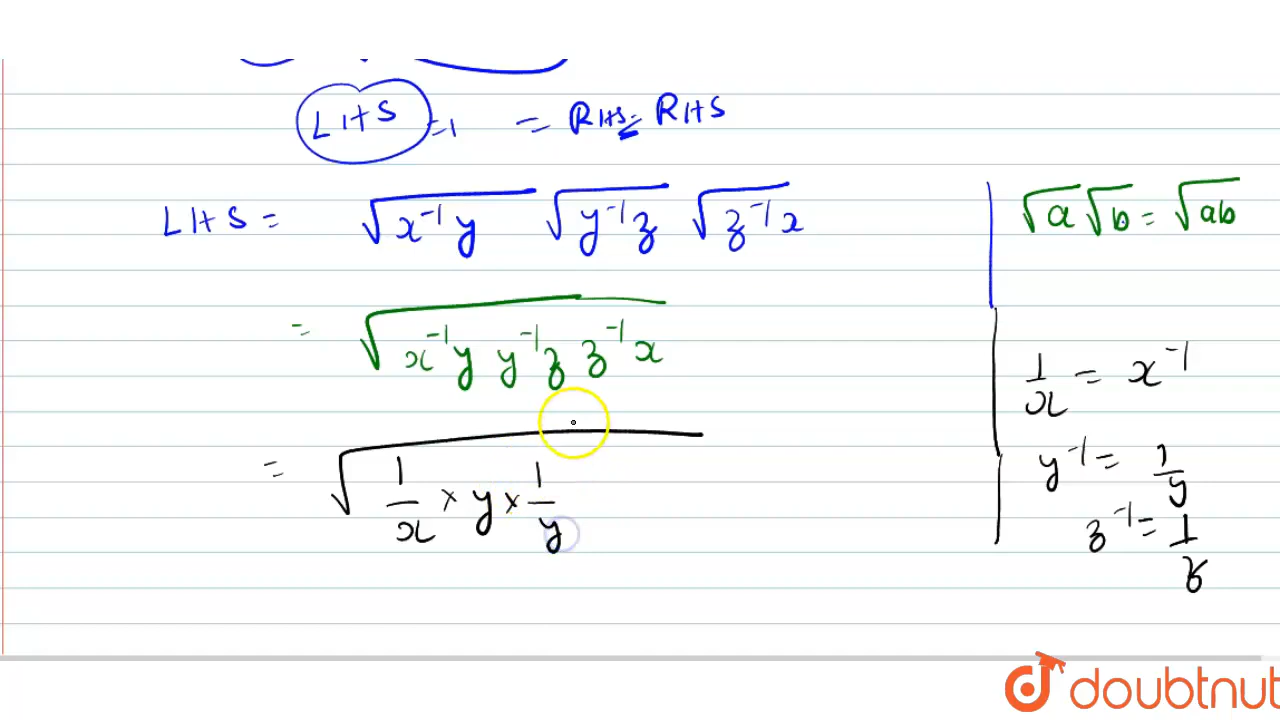 LHS =1 = RHS = RHS
LHS = √x⁻¹y √y⁻¹z √z⁻¹x
√a√b = √ab
= √x⁻¹y y⁻¹z z⁻¹x
1/x = x⁻¹
= √1/x × y × 1/y
y⁻¹ = 1/y
z⁻¹ = 1/z
doubtnut